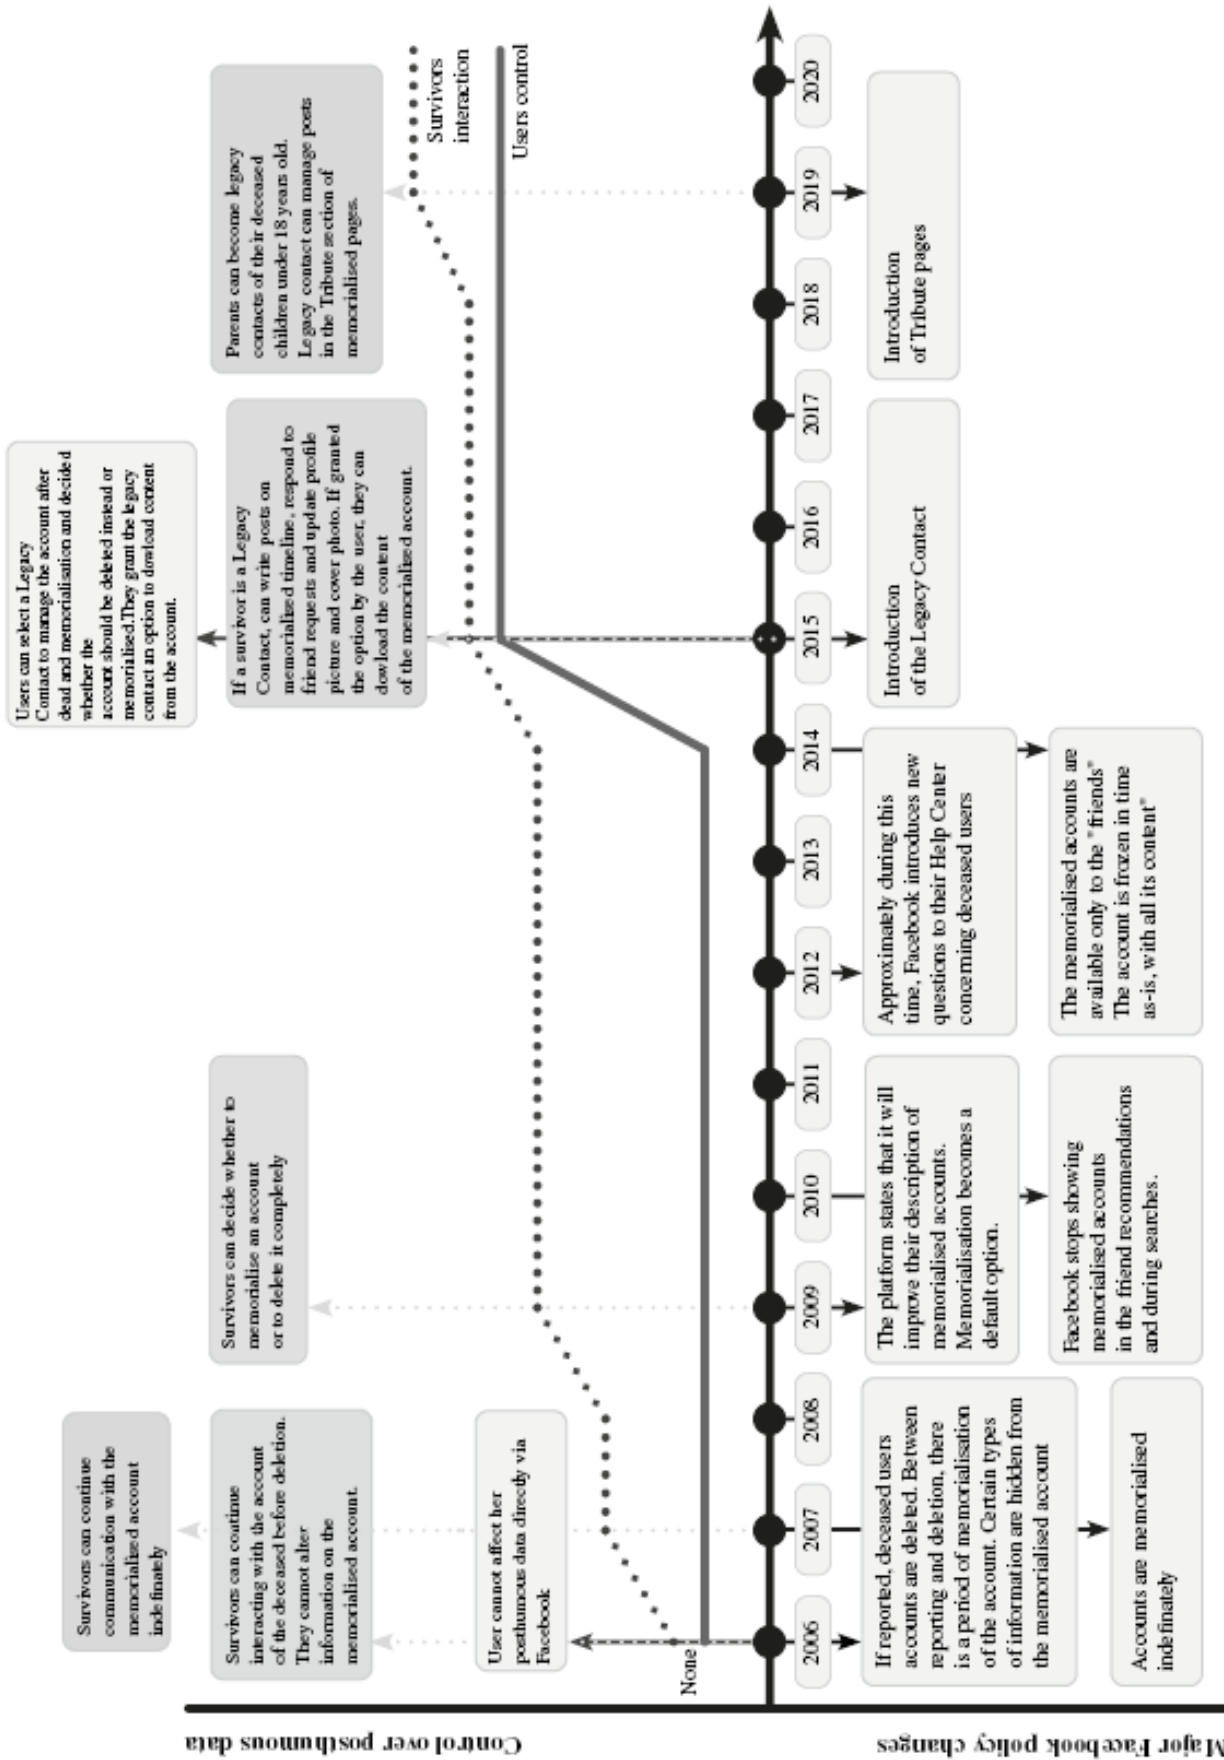 Control over posthumous data
Survivors can continue
communication with the
memorialised account
indefinately
Survivors can continue
interacting with the account
of the deceased before deletion.
They cannot alter
information on the
memorialised account.
User cannot affect her
posthumous data directly via
Facebook
None
Survivors can decide whether to
memorialise an account
or to delete it completely
Users can select a Legacy
Contact to manage the account after
dead and memorialisation and decided
whether the
account should be deleted instead or
memorialised.They grant the legacy
contact an option to dowload content
from the account.
If a survivor is a Legacy
Contact, can write posts on
memorialised timeline, respond to
friend requests and update profile
picture and cover photo. If granted
the option by the user, they can
dowload the content
of the memorialised account.
Parents can become legacy
contacts of their deceased
children under 18 years old.
Legacy contact can manage posts
in the Tribute section of
memorialised pages.
Survivors
interaction
Users control
2006
2007
2008
2009
2010
2011
2012
2013
2014
2015
2016
2017
2018
2019
2020
Major Facebook policy changes
If reported, deceased users
accounts are deleted. Between
reporting and deletion, there
is a period of memorialisation
of the account. Certain types
of information are hidden from
the memorialised account
Accounts are memorialised
indefinately
The platform states that it will
improve their description of
memorialised accounts.
Memorialisation becomes a
default option.
Facebook stops showing
memorialised accounts
in the friend recommendations
and during searches.
Approximately during this
time, Facebook introduces new
questions to their Help Center
concerning deceased users
The memorialised accounts are
available only to the "friends"
The account is frozen in time
as-is, with all its content"
Introduction
of the Legacy Contact
Introduction
of Tribute pages